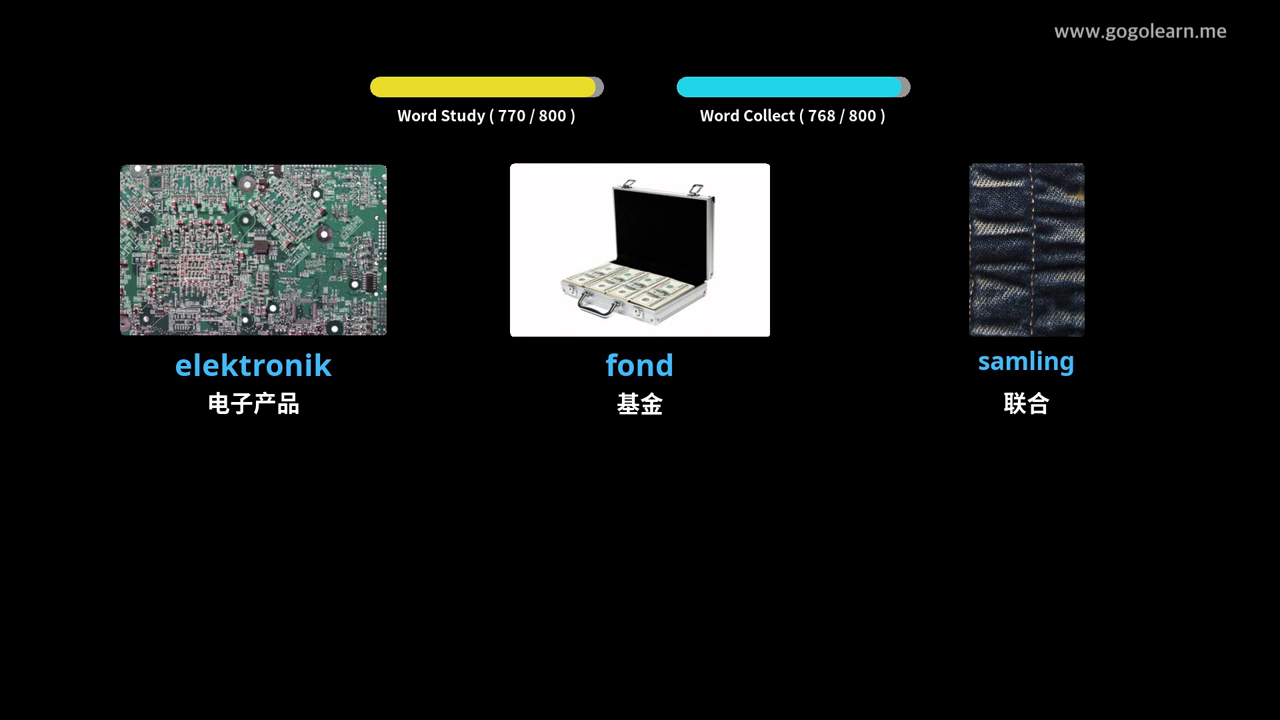 www.gogolearn.me
Word Study ( 770 / 800 )
Word Collect ( 768 / 800 )
elektronik
fond
samling
电子产品
基金
联合